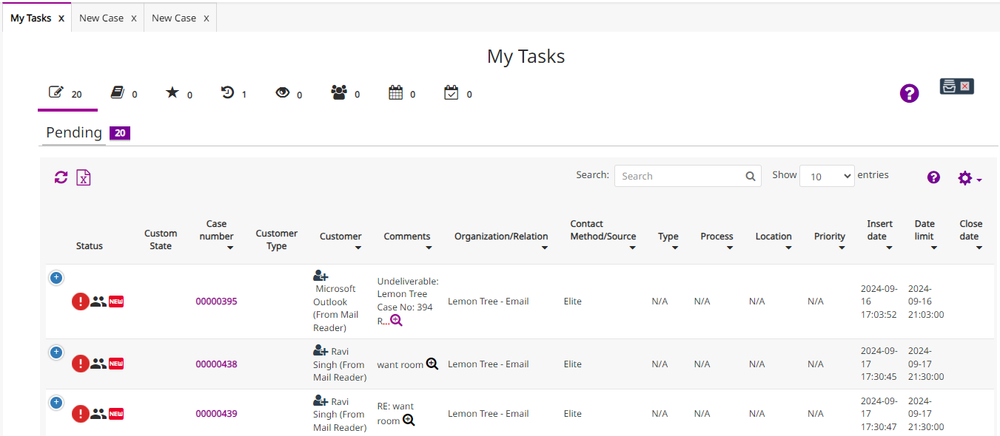 My Tasks x New Case x New Case x
My Tasks
20 0 0 1 0 0 0 0 ?
Pending 20
X Search: Search Show 10 entries ?
Status Custom State Case number Customer Type Customer Comments Organization/Relation Contact Method/Source Type Process Location Priority Insert date Date limit Close date
+
! NEW 00000395 Microsoft Outlook (From Mail Reader) Undeliverable: Lemon Tree Case No: 394 R... Lemon Tree - Email Elite N/A N/A N/A N/A 2024-09-16 17:03:52 2024-09-16 21:03:00
+
! NEW 00000438 Ravi Singh (From Mail Reader) want room Lemon Tree - Email Elite N/A N/A N/A N/A 2024-09-17 17:30:45 2024-09-17 21:30:00
+
! NEW 00000439 Ravi Singh (From Mail Reader) RE: want room Lemon Tree - Email Elite N/A N/A N/A N/A 2024-09-17 17:30:47 2024-09-17 21:30:00